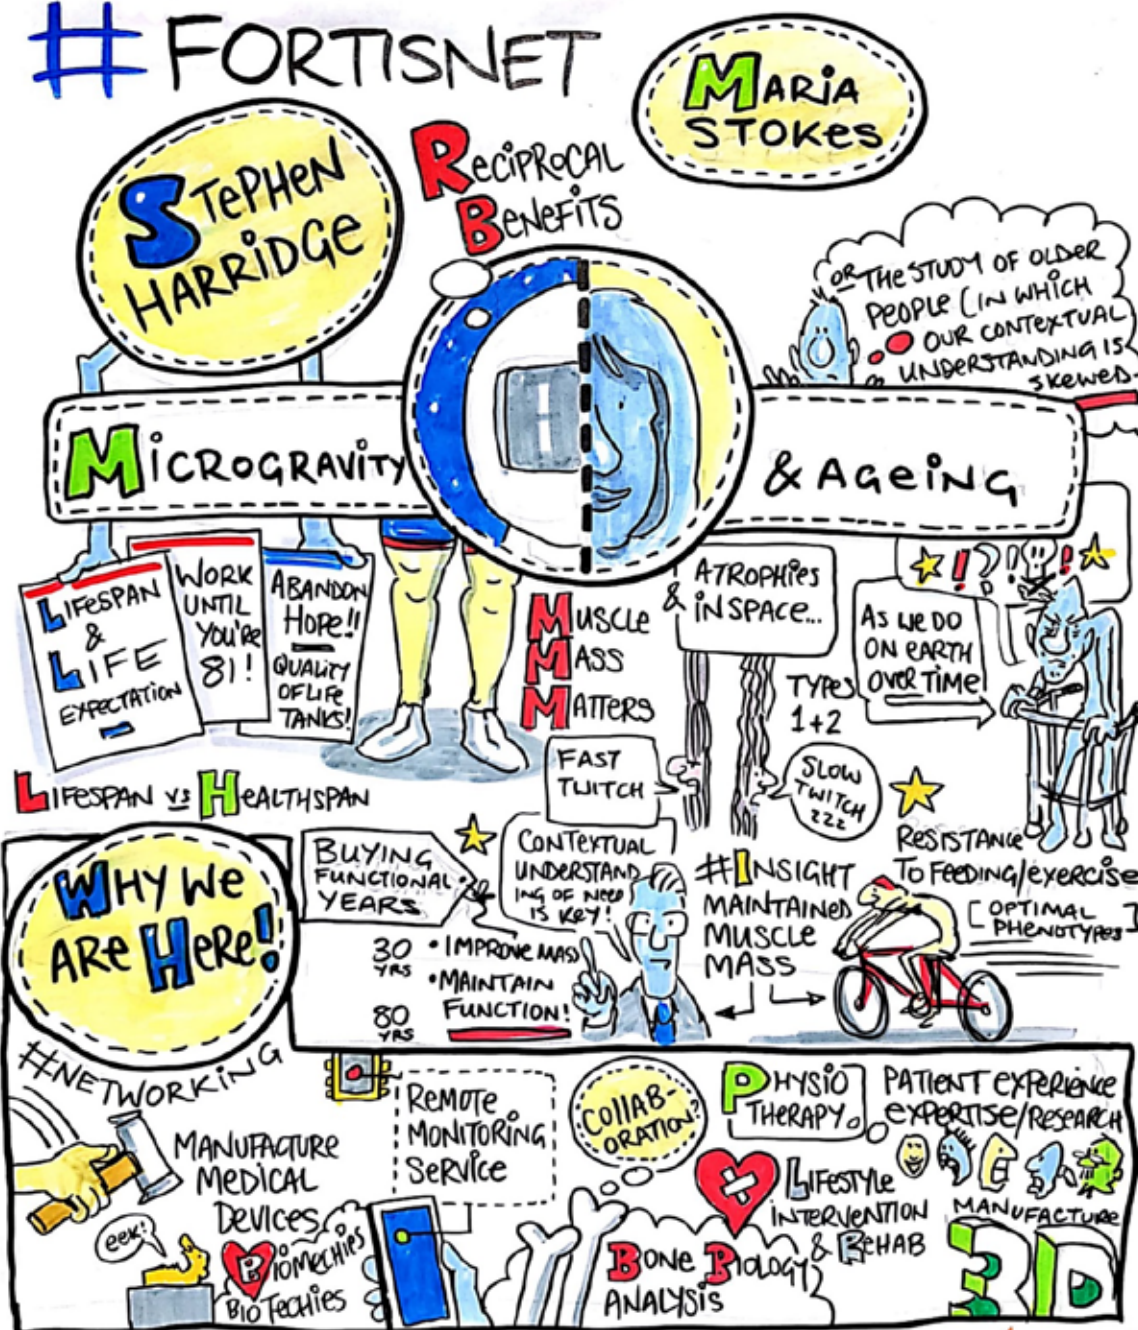 #FORTISNET
MARIA
STOKES
STEPHEN
HARRIDGE
RECIPROCAL
BENEFITS
OR THE STUDY OF OLDER
PEOPLE (IN WHICH
OUR CONTEXTUAL
UNDERSTANDING IS
SKEWED.
MICROGRAVITY
& AGEING
LIFESPAN
&
LIFE
EXPECTATION
WORK
UNTIL
YOU'RE
81!
ABANDON
HOPE!!
QUALITY
OF LIFE
TANKS!
LIFESPAN VS HEALTHSPAN
MUSCLE
MASS
MATTERS
& ATROPHIES
IN SPACE...
AS WE DO
ON EARTH
OVER TIME
TYPES
1+2
FAST
TWITCH
SLOW
TWITCH
ZZZ
RESISTANCE
TO FEEDING/EXERCISE
[OPTIMAL
PHENOTYPES]
WHY WE
ARE HERE!
BUYING
FUNCTIONAL
YEARS
30
YRS
80
YRS
• IMPROVE MASS
• MAINTAIN
FUNCTION!
CONTEXTUAL
UNDERSTAND
ING OF NEED
IS KEY!
#INSIGHT
MAINTAINED
MUSCLE
MASS
#NETWORKING
MANUFACTURE
MEDICAL
DEVICES
EEK!
BIOMECHIES
BIOTECHIES
REMOTE
MONITORING
SERVICE
COLLAB-
ORATION?
BONE BIOLOGY
ANALYSIS
PHYSIO
THERAPY.
LIFESTYLE
INTERVENTION
& REHAB
PATIENT EXPERIENCE
EXPERTISE/RESEARCH
MANUFACTURE
3D